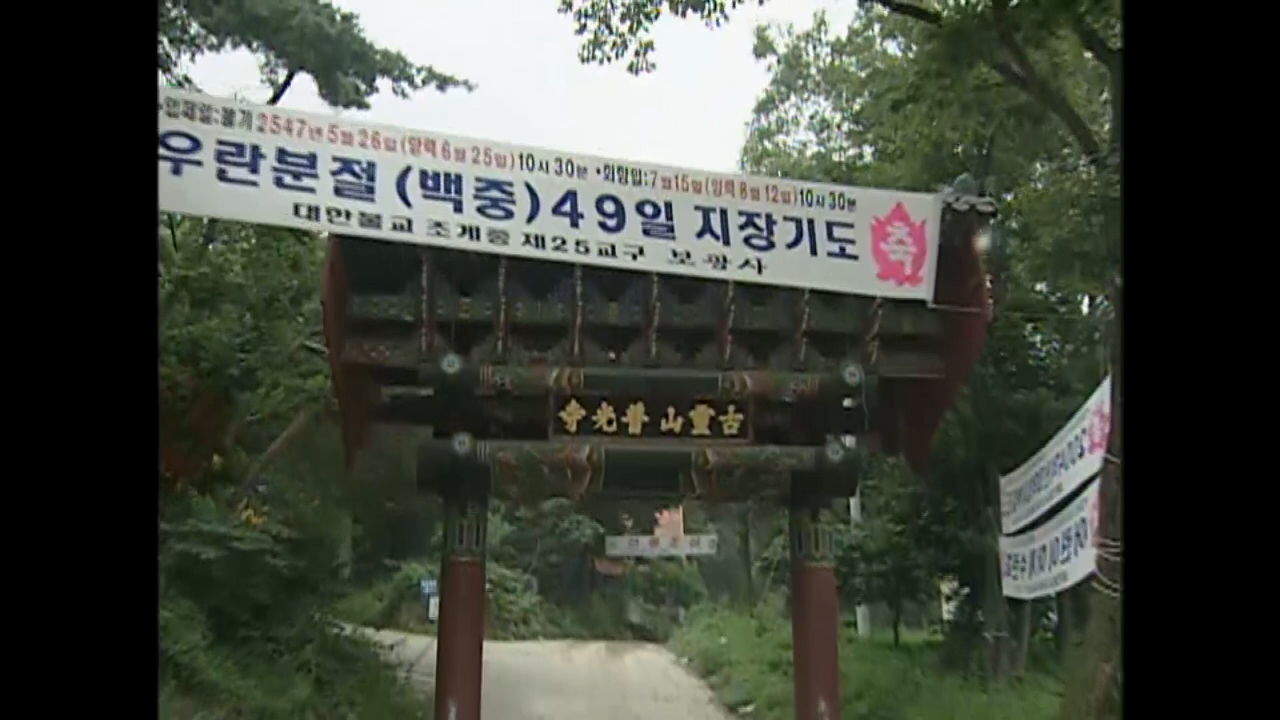 입재일:불기 2547년 5월 26일(양력 6월 25일)10시 30분 •회향일:7월15일(양력 8월 12일)10시 30분
우란분절 (백중)49일 지장기도
대한불교 조계종 제25교구 보광사
축
寺光普 山靈古